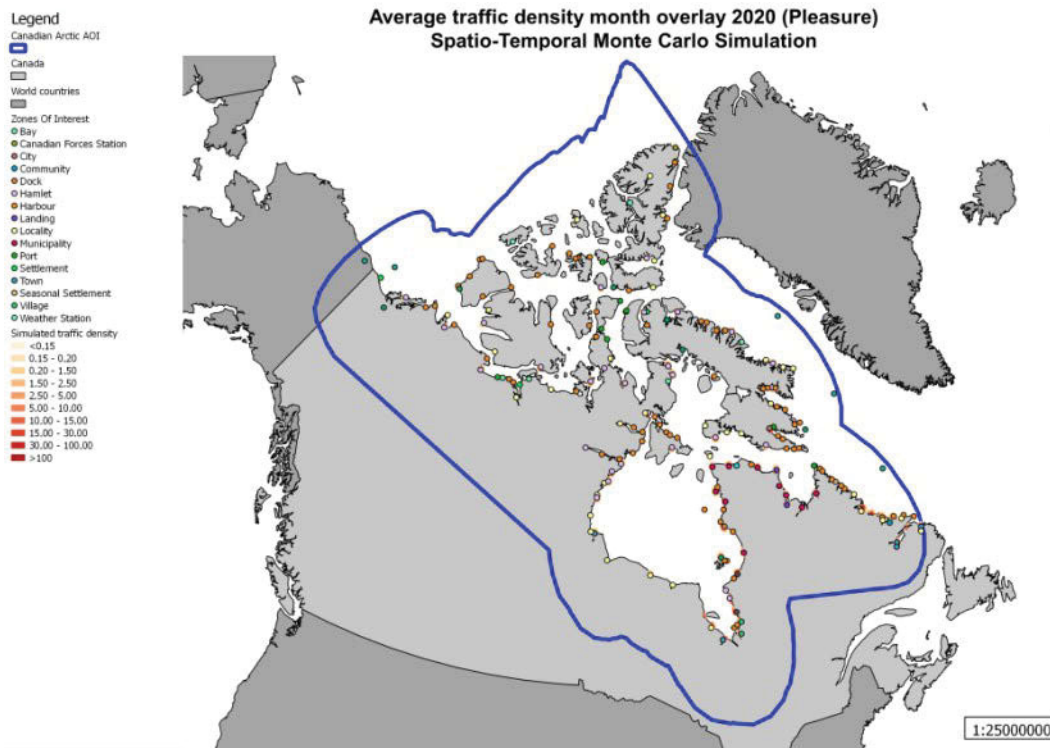 Average traffic density month overlay 2020 (Pleasure)
Spatio-Temporal Monte Carlo Simulation
Legend
Canadian Arctic AOI
Canada
World countries
Zones Of Interest
Bay
Canadian Forces Station
City
Community
Dock
Hamlet
Harbour
Landing
Locality
Municipality
Port
Settlement
Town
Seasonal Settlement
Village
Weather Station
Simulated traffic density
<0.15
0.15 - 0.20
0.20 - 1.50
1.50 - 2.50
2.50 - 5.00
5.00 - 10.00
10.00 - 15.00
15.00 - 30.00
30.00 - 100.00
>100
1:25000000